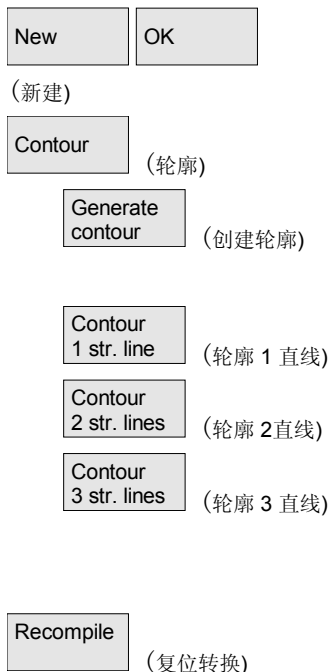 New OK
(新建)
Contour
(轮廓)
Generate
contour
(创建轮廓)
Contour
1 str. line
(轮廓 1 直线)
Contour
2 str. lines
(轮廓 2直线)
Contour
3 str. lines
(轮廓 3 直线)
Recompile
(复位转换)